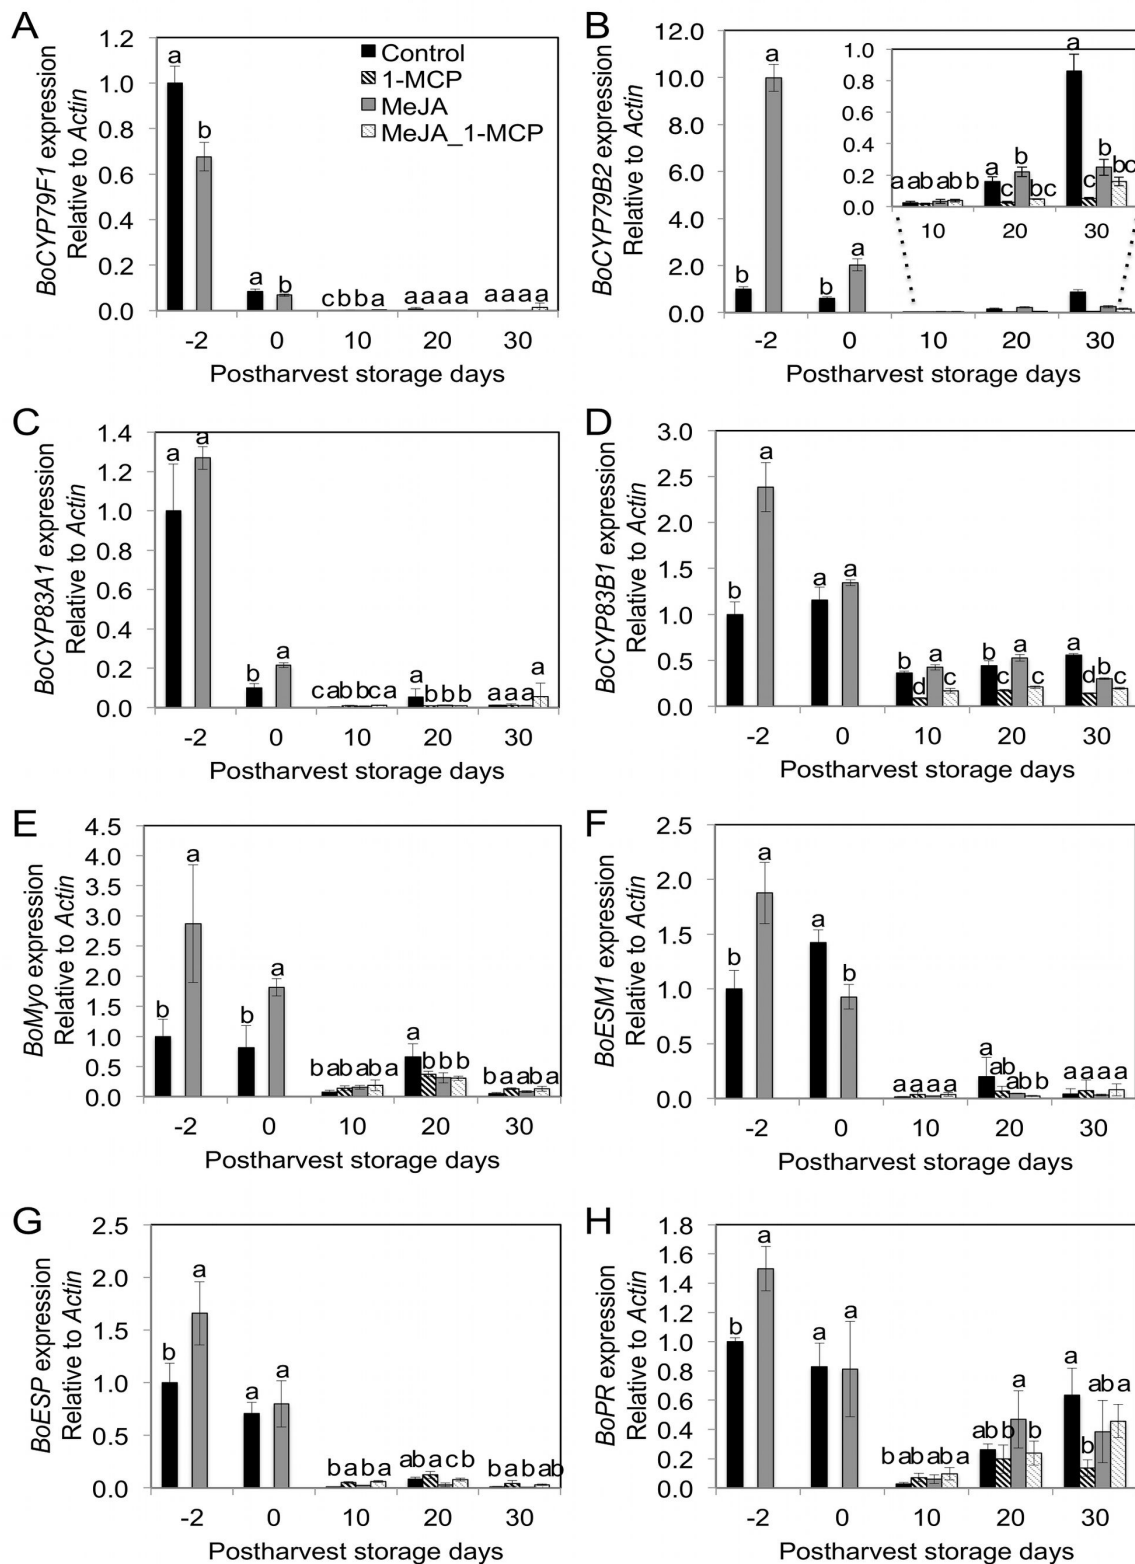 A
BoCYP79F1 expression
Relative to Actin
1.2
1.0
0.8
0.6
0.4
0.2
0.0
Control
1-MCP
MeJA
MeJA_1-MCP
a
b
a b
c b b a a a a a a a a a
-2 0 10 20 30
Postharvest storage days
B
BoCYP79B2 expression
Relative to Actin
12.0
10.0
8.0
6.0
4.0
2.0
0.0
a
b
b
a
1.0
0.8
0.6
0.4
0.2
0.0
a ab ab b
a c b bc
a c b bc
10 20 30
-2 0 10 20 30
Postharvest storage days
C
BoCYP83A1 expression
Relative to Actin
1.4
1.2
1.0
0.8
0.6
0.4
0.2
0.0
a a
b a
c a b b c a
a b b b
a a a a
-2 0 10 20 30
Postharvest storage days
D
BoCYP83B1 expression
Relative to Actin
3.0
2.5
2.0
1.5
1.0
0.5
0.0
b a
a a
b d a c
b c a c
a c b c
-2 0 10 20 30
Postharvest storage days
E
BoMyo expression
Relative to Actin
4.5
4.0
3.5
3.0
2.5
2.0
1.5
1.0
0.5
0.0
b a
b a
b ab ab a
a b b b
b a ab a
-2 0 10 20 30
Postharvest storage days
F
BoESM1 expression
Relative to Actin
2.5
2.0
1.5
1.0
0.5
0.0
b a
a b
a a a a
a ab ab b
a a a a
-2 0 10 20 30
Postharvest storage days
G
BoESP expression
Relative to Actin
2.5
2.0
1.5
1.0
0.5
0.0
b a
a a
b a b a
ab a c b
b a b ab
-2 0 10 20 30
Postharvest storage days
H
BoPR expression
Relative to Actin
1.8
1.6
1.4
1.2
1.0
0.8
0.6
0.4
0.2
0.0
b a
a a
b ab ab a
ab b a b
a b ab a
-2 0 10 20 30
Postharvest storage days